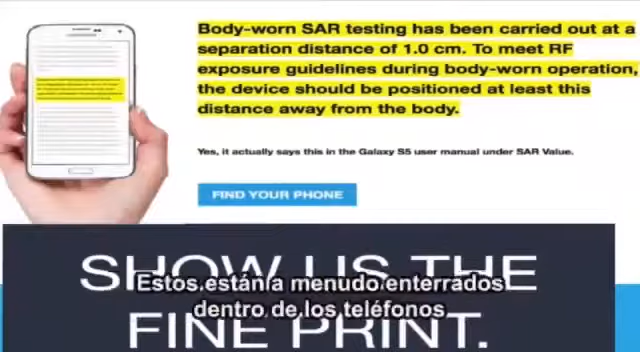 Body-worn SAR testing has been carried out at a
separation distance of 1.0 cm. To meet RF
exposure guidelines during body-worn operation,
the device should be positioned at least this
distance away from the body.
Yes, it actually says this in the Galaxy S5 user manual under SAR Value.
FIND YOUR PHONE
SHOW US THE
FINE PRINT.
Estos están a menudo enterrados
dentro de los teléfonos